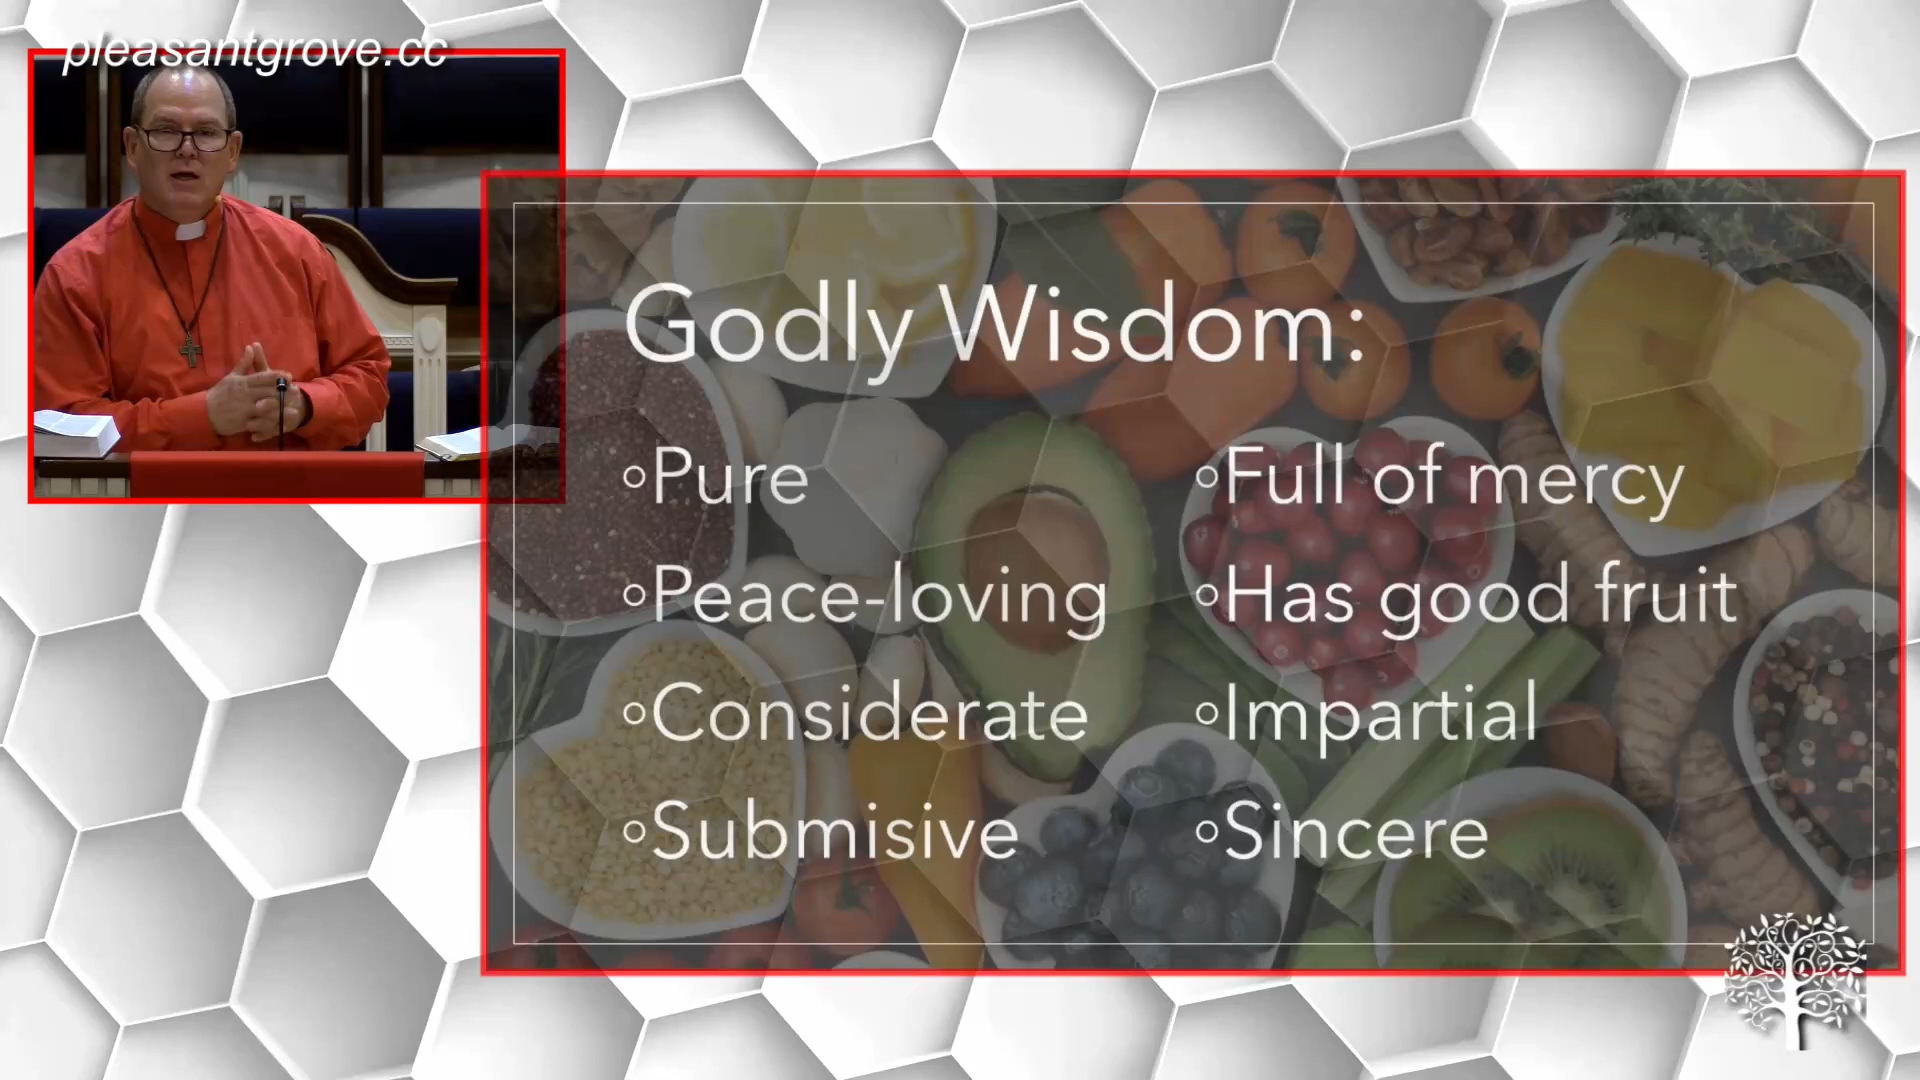 pleasantgrove.cc
Godly Wisdom:
◦Pure
◦Peace-loving
◦Considerate
◦Submisive
◦Full of mercy
◦Has good fruit
◦Impartial
◦Sincere